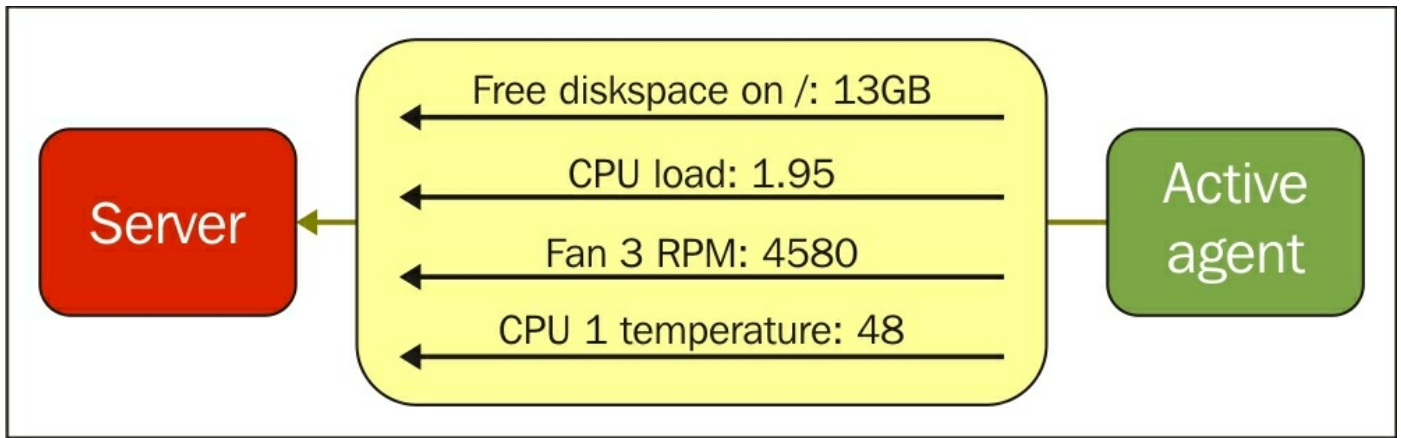 Free diskspace on /: 13GB
CPU load: 1.95
Server
Fan 3 RPM: 4580
CPU 1 temperature: 48
Active
agent